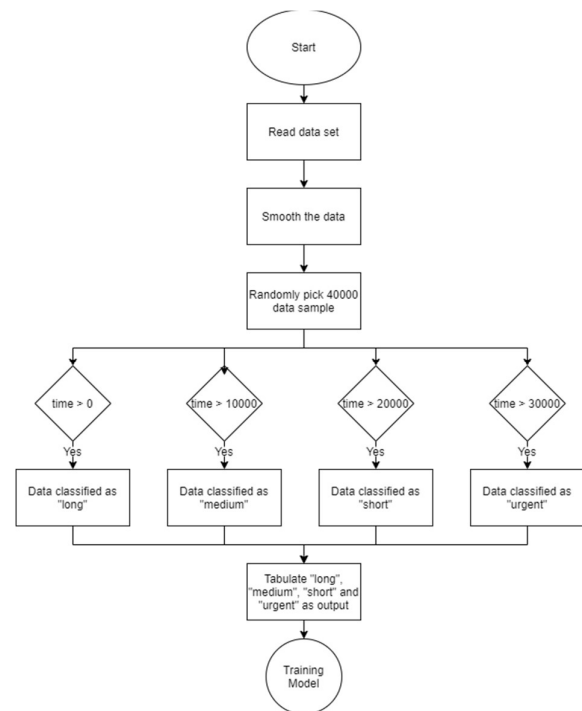 Start
Read data set
Smooth the data
Randomly pick 40000
data sample
time > 0
time > 10000
time > 20000
time > 30000
Yes
Yes
Yes
Yes
Data classified as
"long"
Data classified as
"medium"
Data classified as
"short"
Data classified as
"urgent"
Tabulate "long",
"medium", "short" and
"urgent" as output
Training
Model